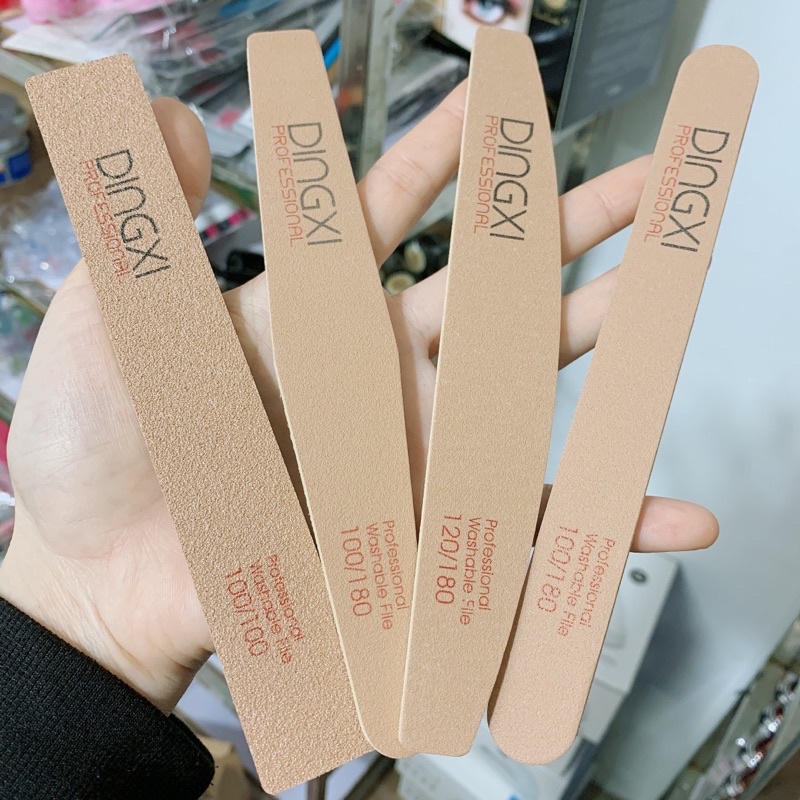 DINGXI
PROFESSIONAL
Professional
Washable File
100/100
DINGXI
PROFESSIONAL
Professional
Washable File
100/180
DINGXI
PROFESSIONAL
Professional
Washable File
120/180
DINGXI
PROFESSIONAL
Professional
Washable File
100/180